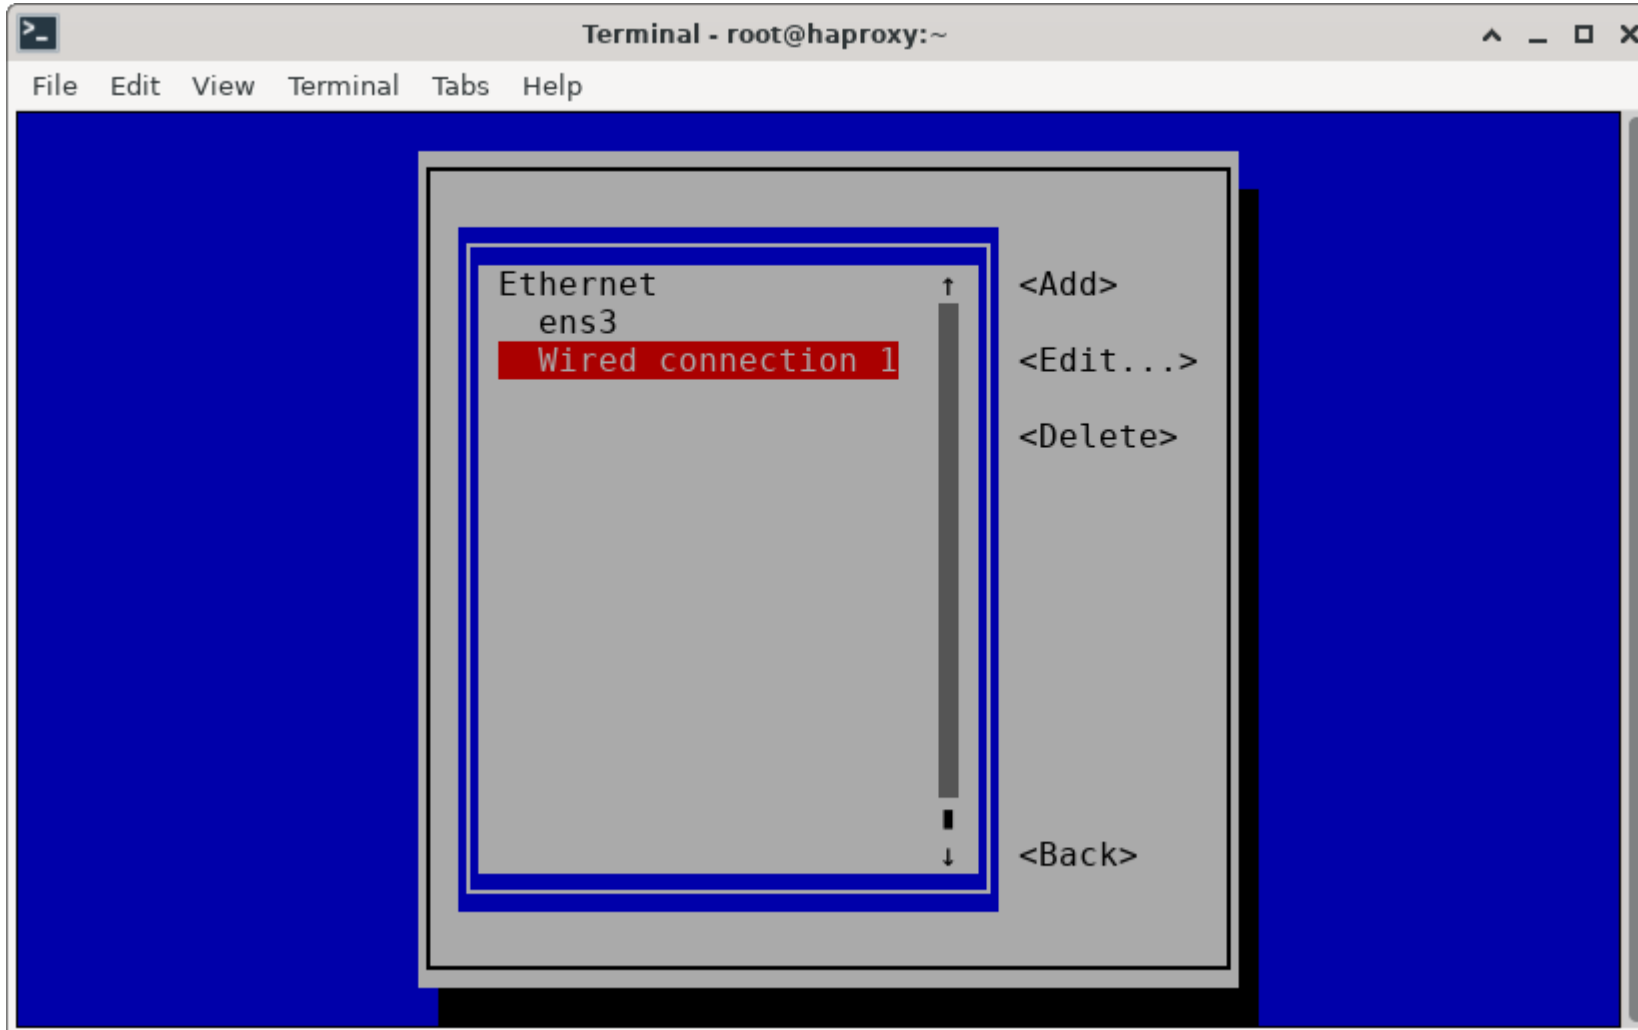 Terminal - root@haproxy:~
File Edit View Terminal Tabs Help
Ethernet ↑ <Add>
ens3
Wired connection 1 <Edit...>
<Delete>
↓ <Back>